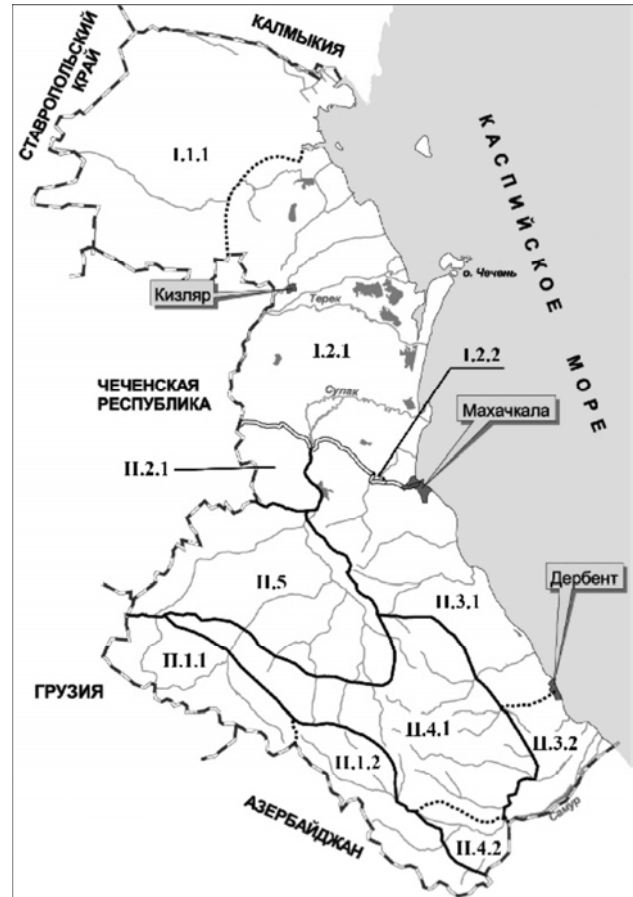 КАЛМЫКИЯ
СТАВРОПОЛЬСКИЙ
КРАЙ
I.1.1
КАСПИЙСКОЕ МОРЕ
о. Чечень
Кизляр
Терек
I.2.1
I.2.2
ЧЕЧЕНСКАЯ
РЕСПУБЛИКА
Сулак
Махачкала
II.2.1
II.5
II.3.1
Дербент
П.1.1
ГРУЗИЯ
II.4.1
II.3.2
II.1.2
Самур
АЗЕРБАЙДЖАН
II.4.2